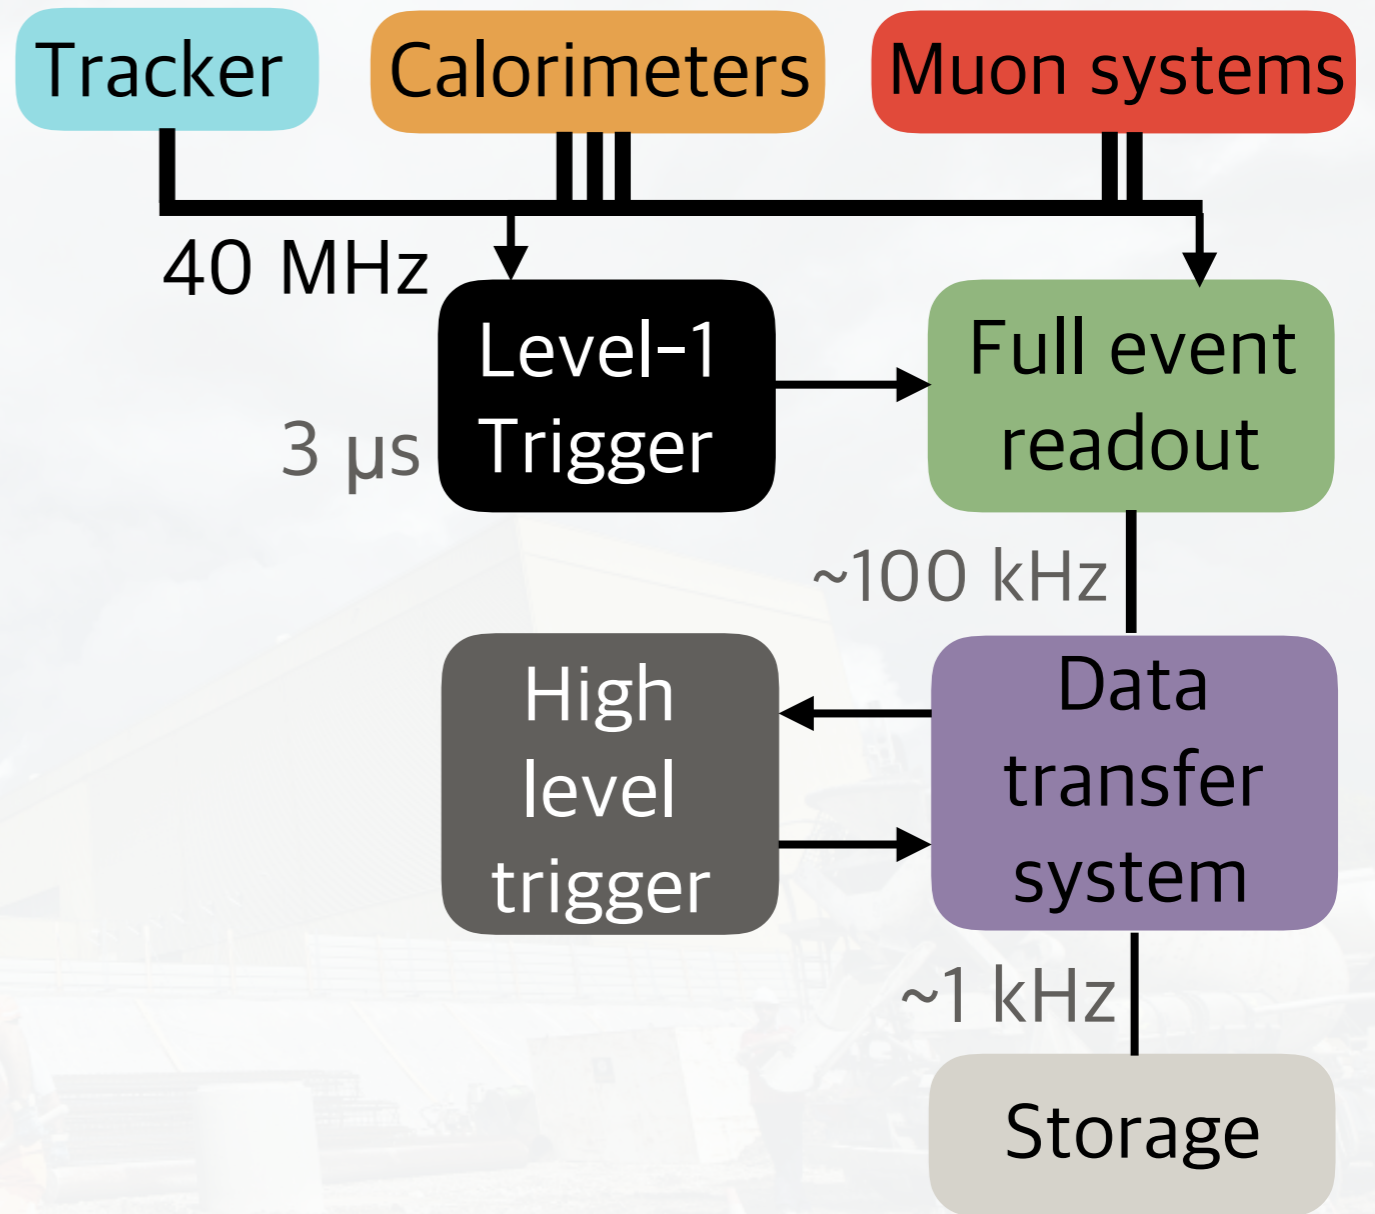 Tracker
Calorimeters
Muon systems
40 MHz
Level-1
Trigger
3 µs
Full event
readout
~100 kHz
High
level
trigger
Data
transfer
system
~1 kHz
Storage